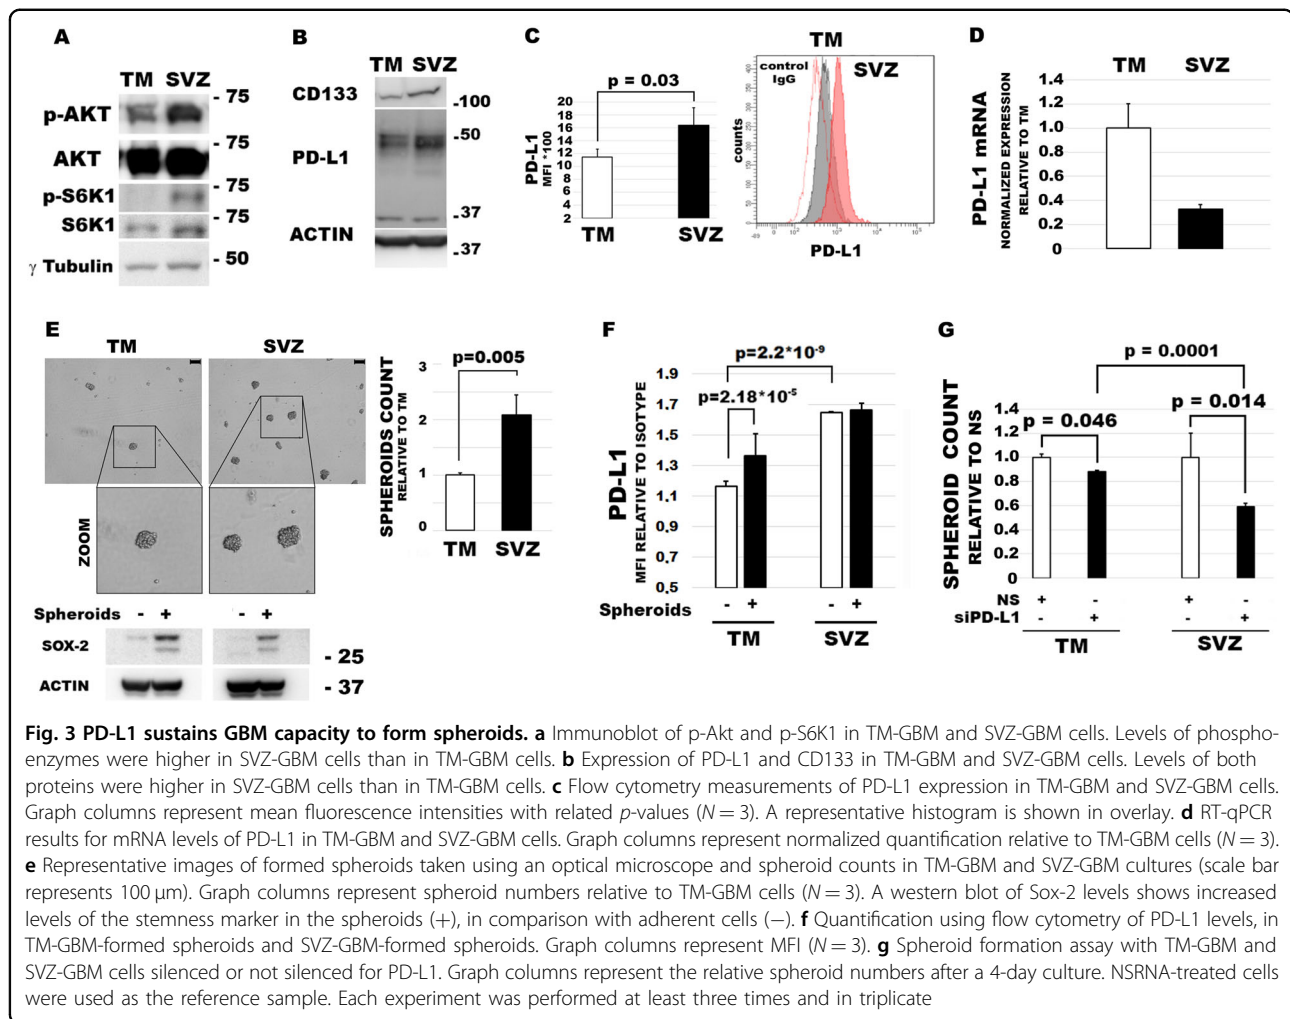 A
TM SVZ
p-AKT
- 75
AKT
- 75
p-S6K1
- 75
S6K1
- 75
γ Tubulin
- 50
B
TM SVZ
CD133
-100
PD-L1
-50
-37
ACTIN
-37
C
p = 0.03
PD-L1
MFI *100
20
18
16
14
12
10
8
6
4
2
TM SVZ
TM
control
IgG
SVZ
counts
PD-L1
D
TM SVZ
PD-L1 mRNA
NORMALIZED EXPRESSION
RELATIVE TO TM
1.4
1.2
1.0
0.8
0.6
0.4
0.2
0
E
TM SVZ
ZOOM
Spheroids - + - +
SOX-2
- 25
ACTIN
- 37
p=0.005
SPHEROIDS COUNT
RELATIVE TO TM
3
2
1
0
TM SVZ
F
p=2.2*10-9
p=2.18*10-5
PD-L1
MFI RELATIVE TO ISOTYPE
1.9
1.7
1.5
1.3
1.1
0.9
0.7
0.5
Spheroids - + - +
TM SVZ
G
p = 0.0001
p = 0.014
p = 0.046
SPHEROID COUNT
RELATIVE TO NS
1.4
1.2
1.0
0.8
0.6
0.4
0.2
0
NS + - + -
siPD-L1 - + - +
TM SVZ
Fig. 3 PD-L1 sustains GBM capacity to form spheroids. a Immunoblot of p-Akt and p-S6K1 in TM-GBM and SVZ-GBM cells. Levels of phospho-
enzymes were higher in SVZ-GBM cells than in TM-GBM cells. b Expression of PD-L1 and CD133 in TM-GBM and SVZ-GBM cells. Levels of both
proteins were higher in SVZ-GBM cells than in TM-GBM cells. c Flow cytometry measurements of PD-L1 expression in TM-GBM and SVZ-GBM cells.
Graph columns represent mean fluorescence intensities with related p-values (N = 3). A representative histogram is shown in overlay. d RT-qPCR
results for mRNA levels of PD-L1 in TM-GBM and SVZ-GBM cells. Graph columns represent normalized quantification relative to TM-GBM cells (N = 3).
e Representative images of formed spheroids taken using an optical microscope and spheroid counts in TM-GBM and SVZ-GBM cultures (scale bar
represents 100 µm). Graph columns represent spheroid numbers relative to TM-GBM cells (N = 3). A western blot of Sox-2 levels shows increased
levels of the stemness marker in the spheroids (+), in comparison with adherent cells (−). f Quantification using flow cytometry of PD-L1 levels, in
TM-GBM-formed spheroids and SVZ-GBM-formed spheroids. Graph columns represent MFI (N = 3). g Spheroid formation assay with TM-GBM and
SVZ-GBM cells silenced or not silenced for PD-L1. Graph columns represent the relative spheroid numbers after a 4-day culture. NSRNA-treated cells
were used as the reference sample. Each experiment was performed at least three times and in triplicate